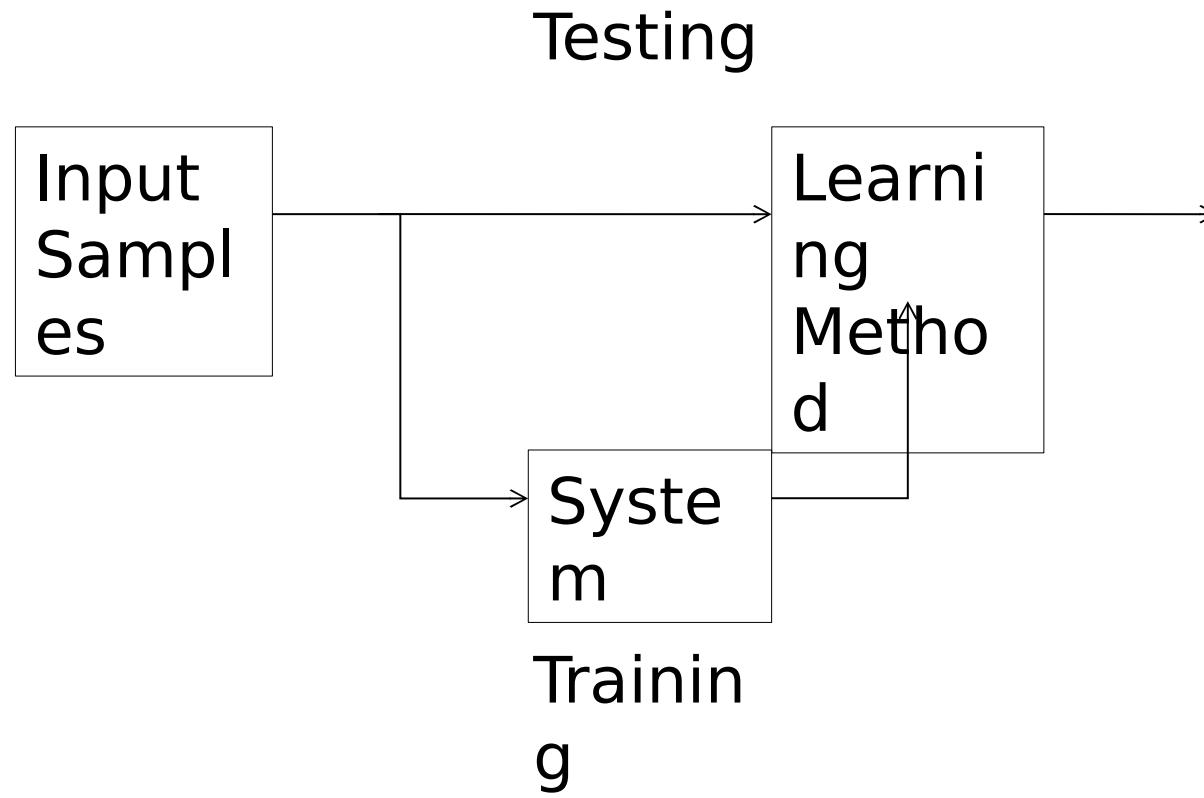 Testing
Input
Sampl
es
Learni
ng
Metho
d
Syste
m
Trainin
g